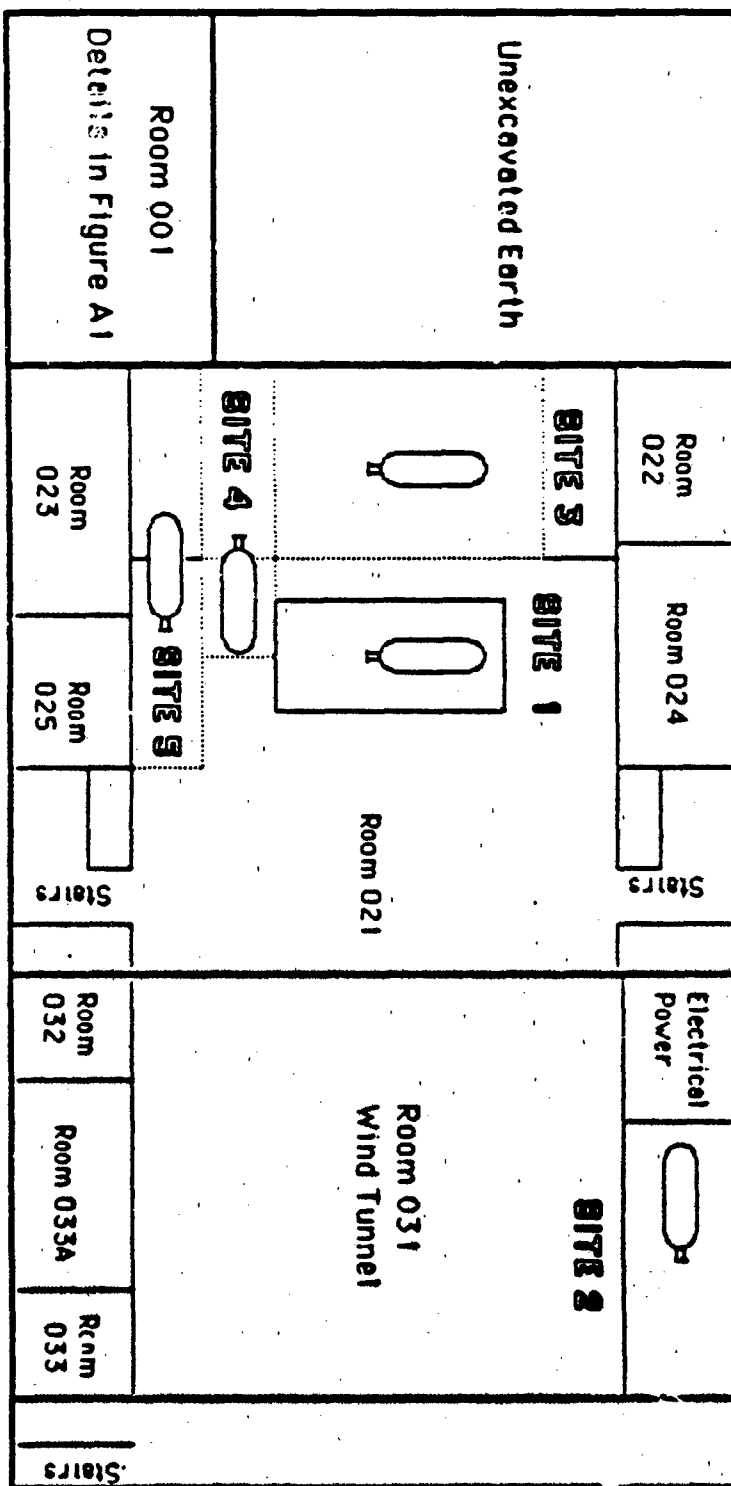 Unexcavated Earth
Room 001
Details in Figure A1
Room
022
Room 024
Stairs
Electrical
Power
SITE 3
SITE 1
SITE 4
SITE 5
SITE 2
Room 021
Room 031
Wind Tunnel
Room
023
Room
025
Stairs
Room
032
Room 033A
Room
033
Stairs